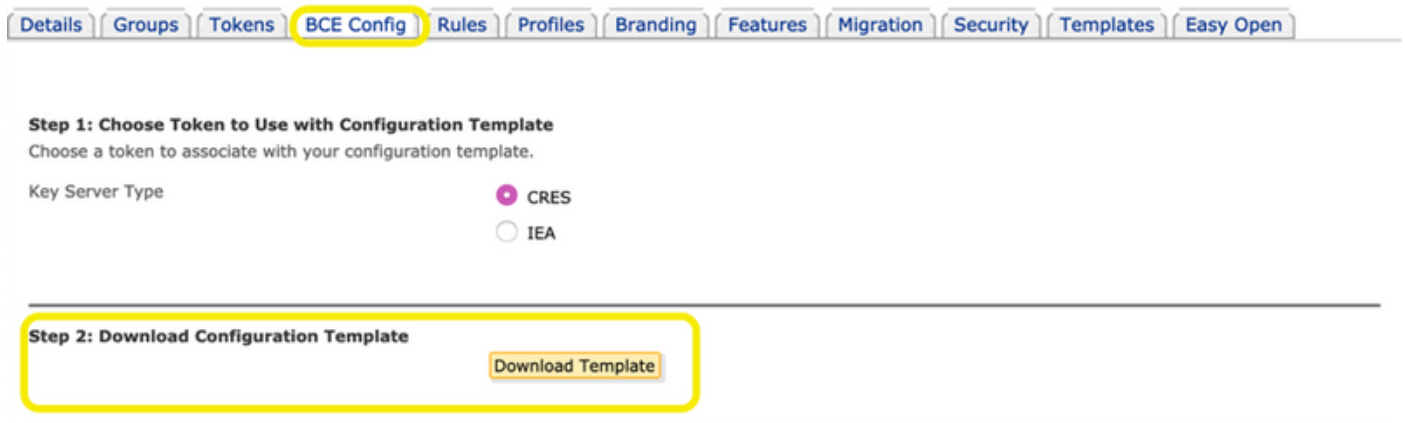 Details Groups Tokens BCE Config Rules Profiles Branding Features Migration Security Templates Easy Open
Step 1: Choose Token to Use with Configuration Template
Choose a token to associate with your configuration template.
Key Server Type CRES
IEA
Step 2: Download Configuration Template
Download Template